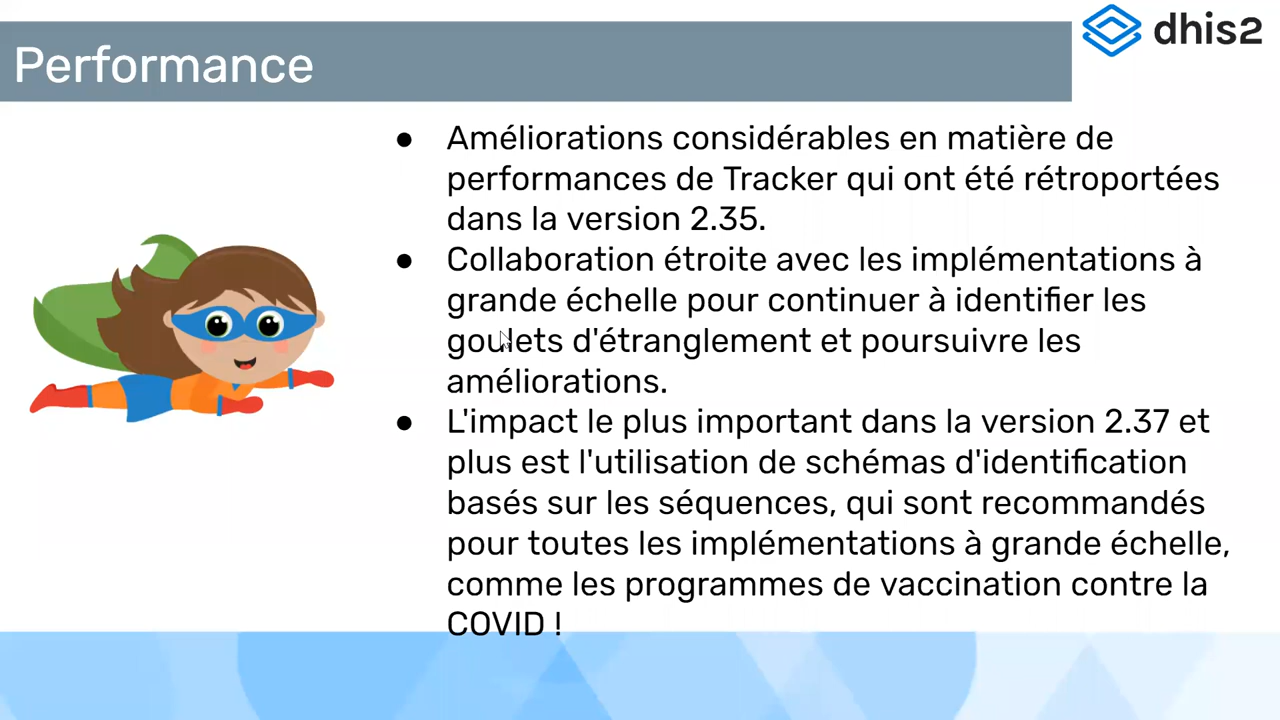 dhis2
Performance
● Améliorations considérables en matière de
performances de Tracker qui ont été rétroportées
dans la version 2.35.
● Collaboration étroite avec les implémentations à
grande échelle pour continuer à identifier les
goulets d'étranglement et poursuivre les
améliorations.
● L'impact le plus important dans la version 2.37 et
plus est l'utilisation de schémas d'identification
basés sur les séquences, qui sont recommandés
pour toutes les implémentations à grande échelle,
comme les programmes de vaccination contre la
COVID !